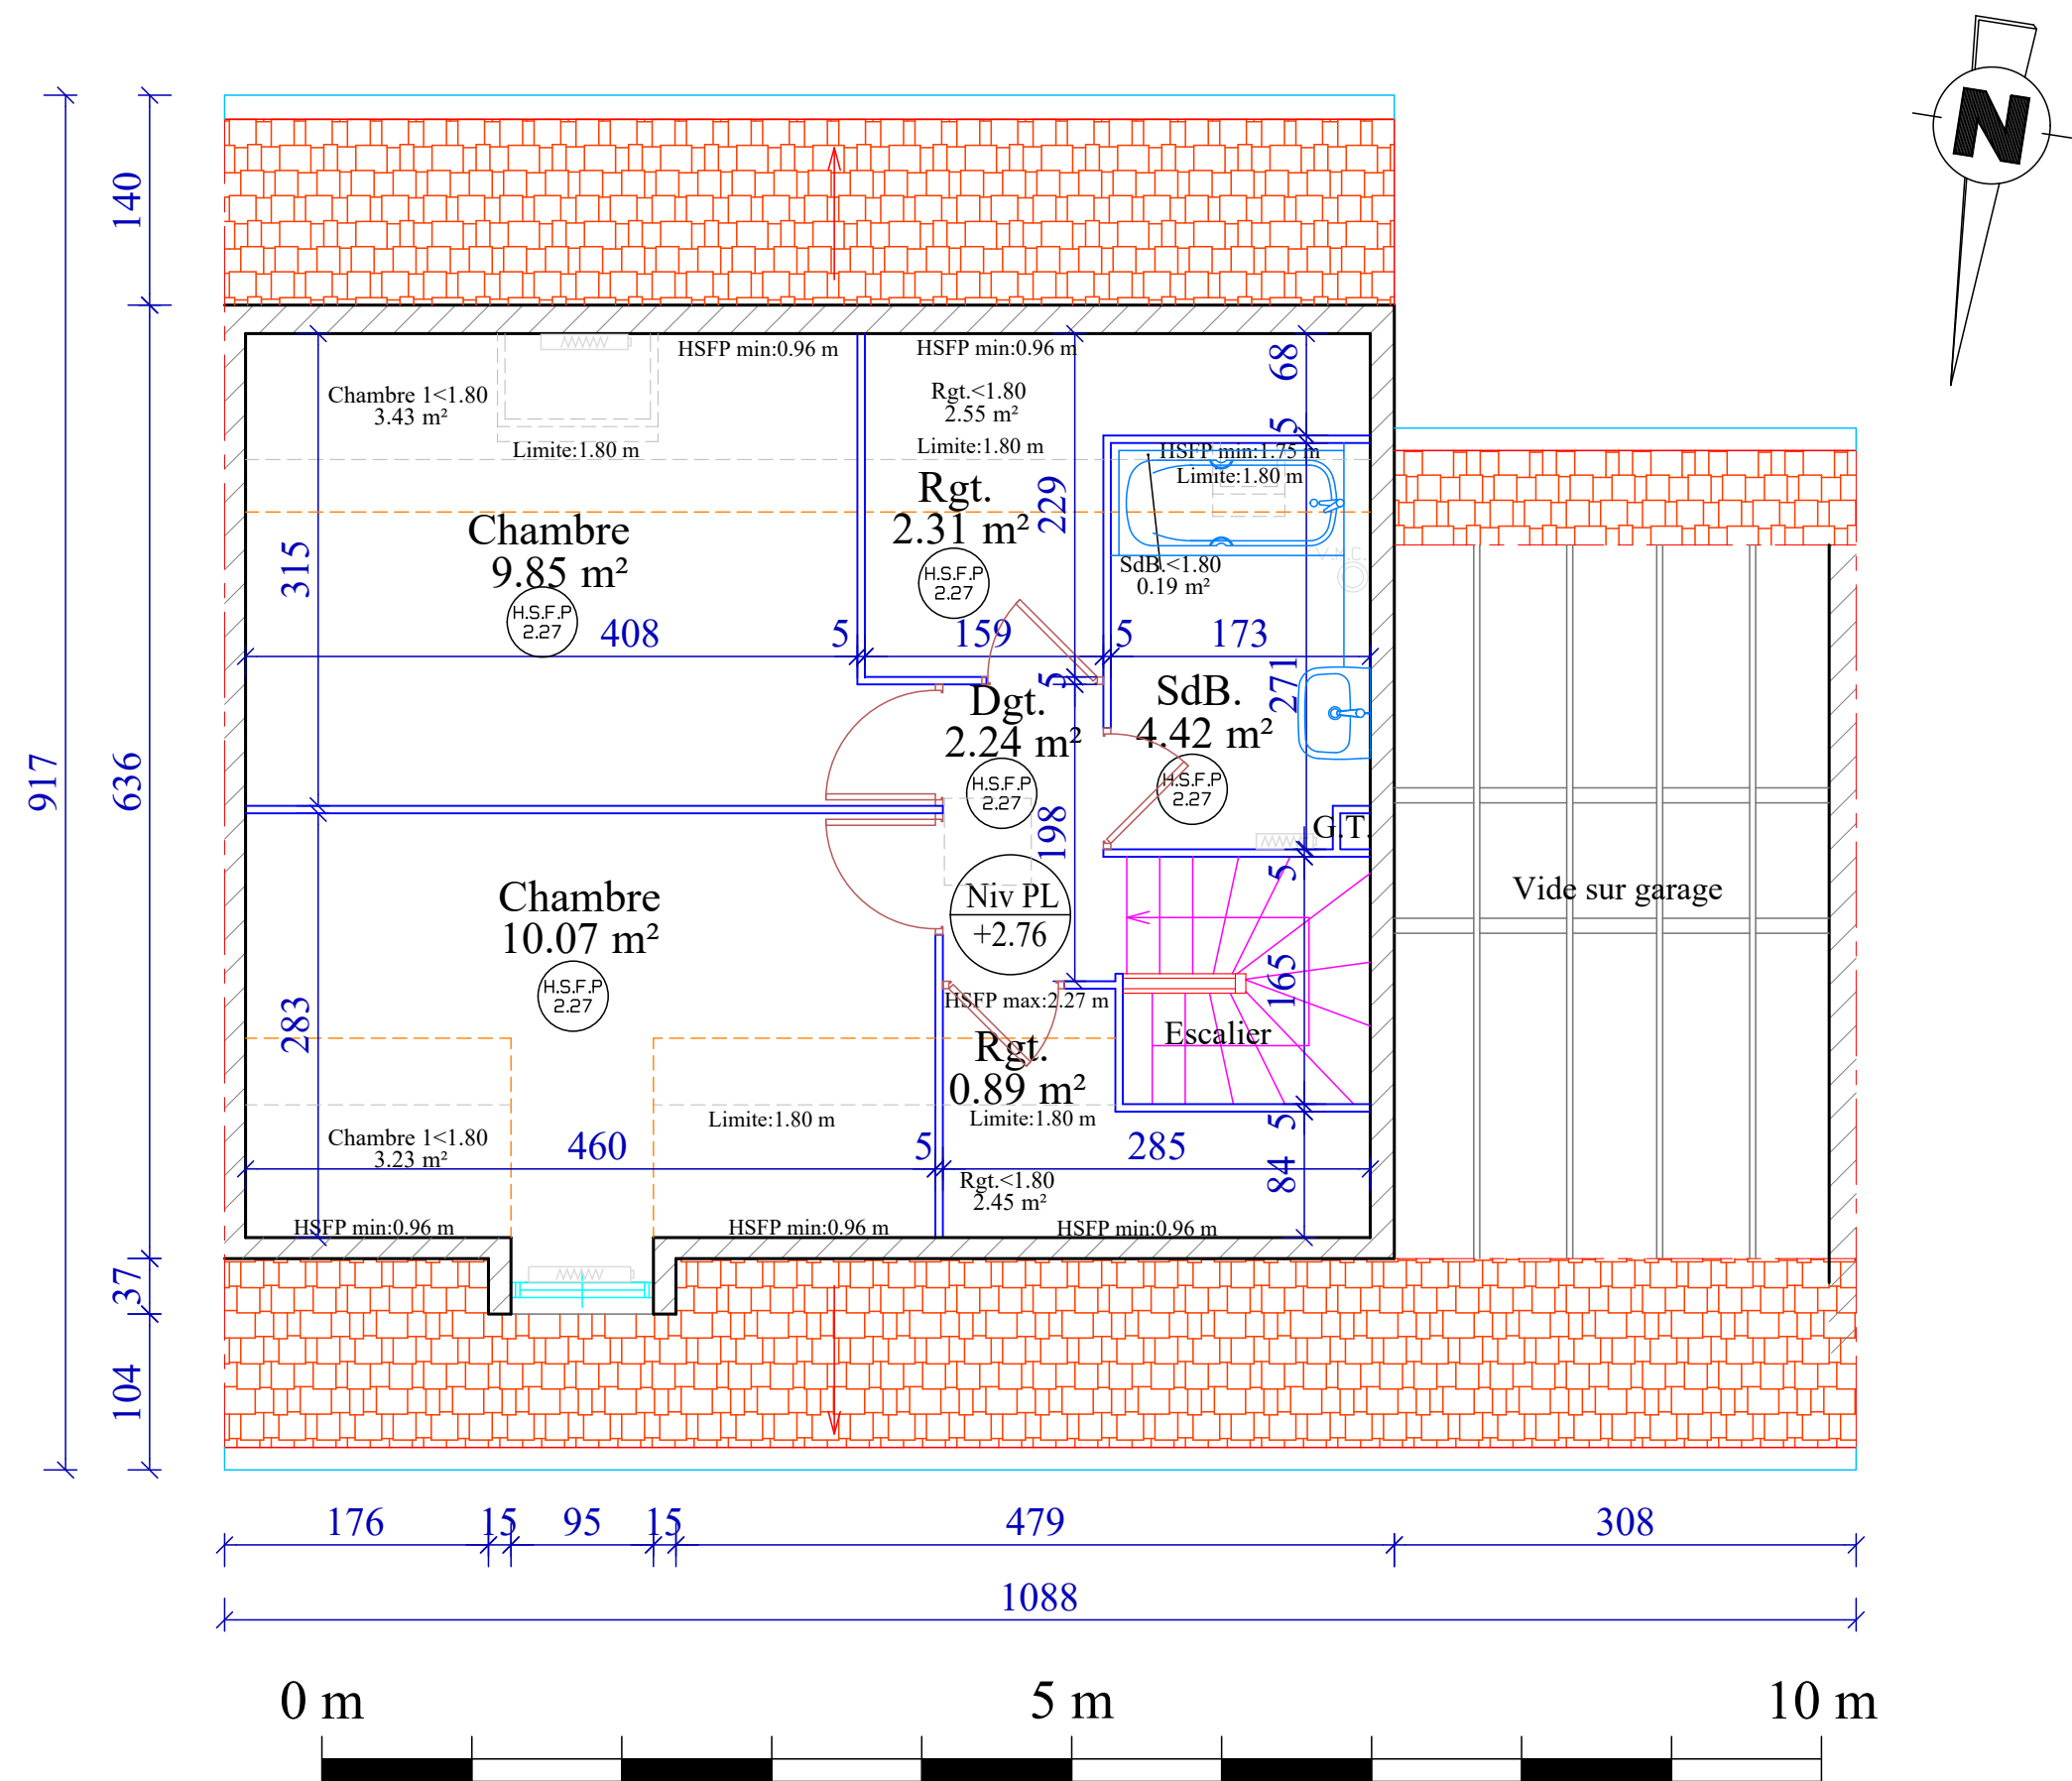 N
140
HSFP min:0.96 m
HSFP min:0.96 m
68
Chambre 1<1.80
3.43 m²
Rgt.<1.80
2.55 m²
Limite:1.80 m
Limite:1.80 m
5
HSFP min:1.75 m
Limite:1.80 m
Rgt.
2.31 m²
229
Chambre
9.85 m²
H.S.F.P
2.27
H.S.F.P
2.27
V.M.C.
SdB.<1.80
0.19 m²
315
408
5
159
5
173
5
271
Dgt.
2.24 m²
SdB.
4.42 m²
H.S.F.P
2.27
H.S.F.P
2.27
917
636
198
G.T.
5
Chambre
10.07 m²
Niv PL
+2.76
Vide sur garage
H.S.F.P
2.27
HSFP max:2.27 m
165
283
Escalier
Rgt.
0.89 m²
Limite:1.80 m
Limite:1.80 m
5
Chambre 1<1.80
3.23 m²
460
5
285
84
Rgt.<1.80
2.45 m²
HSFP min:0.96 m
HSFP min:0.96 m
HSFP min:0.96 m
37
104
176
15
95
15
479
308
1088
0 m
5 m
10 m